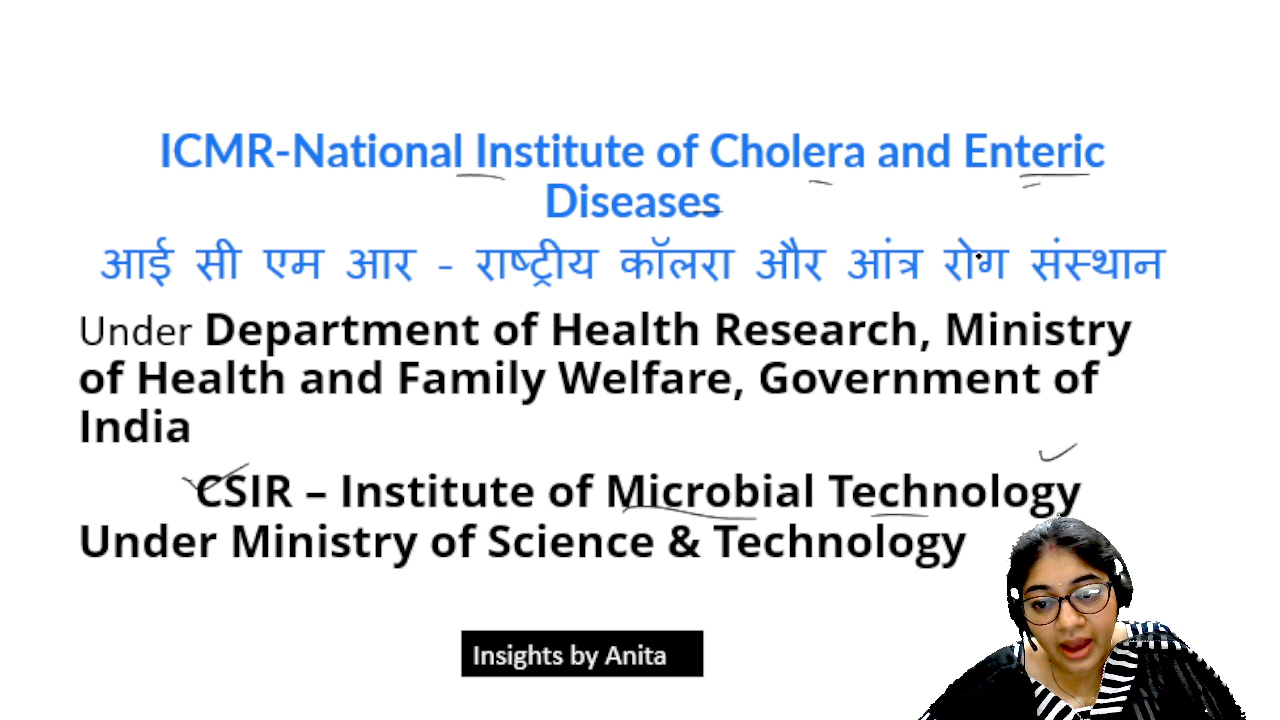 ICMR-National Institute of Cholera and Enteric
Diseases
आई सी एम आर - राष्ट्रीय कॉलरा और आंत्र रोग संस्थान
Under Department of Health Research, Ministry
of Health and Family Welfare, Government of
India
CSIR – Institute of Microbial Technology
Under Ministry of Science & Technology
Insights by Anita